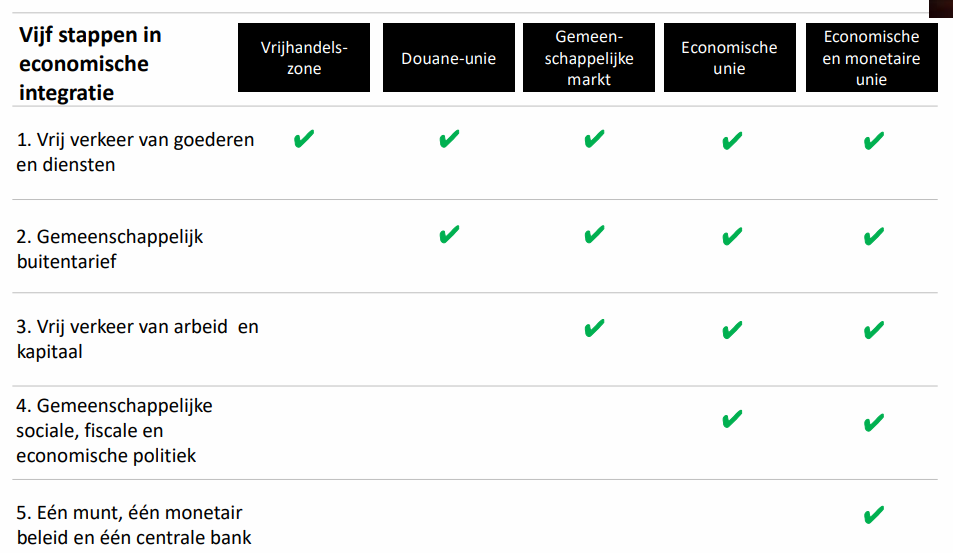 Vijf stappen in
economische
integratie
Vrijhandels-
zone
Douane-unie
Gemeen-
schappelijke
markt
Economische
unie
Economische
en monetaire
unie
1. Vrij verkeer van goederen
en diensten
✔ ✔ ✔ ✔ ✔
2. Gemeenschappelijk
buitentarief
✔ ✔ ✔ ✔
3. Vrij verkeer van arbeid  en
kapitaal
✔ ✔ ✔
4. Gemeenschappelijke
sociale, fiscale en
economische politiek
✔ ✔
5. Eén munt, één monetair
beleid en één centrale bank
✔